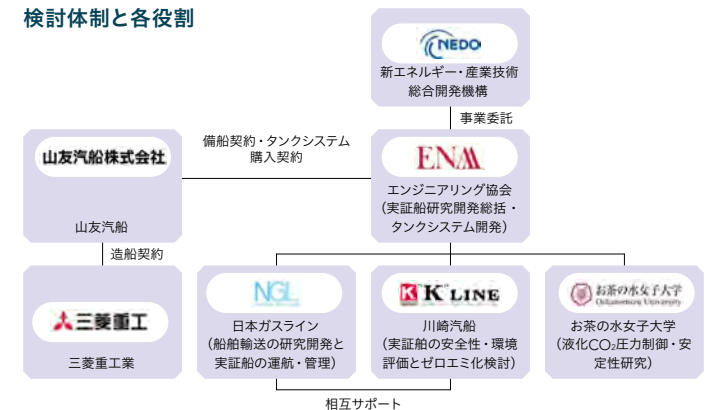 検討体制と各役割
NEDO
新エネルギー・産業技術
総合開発機構
事業委託
備船契約・タンクシステム
購入契約
山友汽船株式会社
山友汽船
ENAA
エンジニアリング協会
（実証船研究開発総括・
タンクシステム開発）
造船契約
三菱重工
三菱重工業
NGL
日本ガスライン
（船舶輸送の研究開発と
実証船の運航・管理）
K "K" LINE
川崎汽船
（実証舶の安全性・環境
評価とゼロエミ化検討）
お茶の水女子大学
Ochanomizu University
お茶の水女子大学
（液化CO₂圧力制御・安
定性研究）
相互サポート